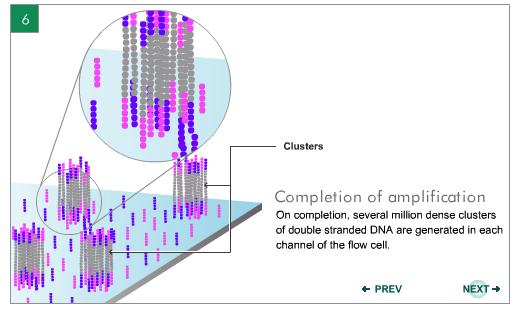 6
Clusters
Completion of amplification
On completion, several million dense clusters
of double stranded DNA are generated in each
channel of the flow cell.
← PREV
NEXT →